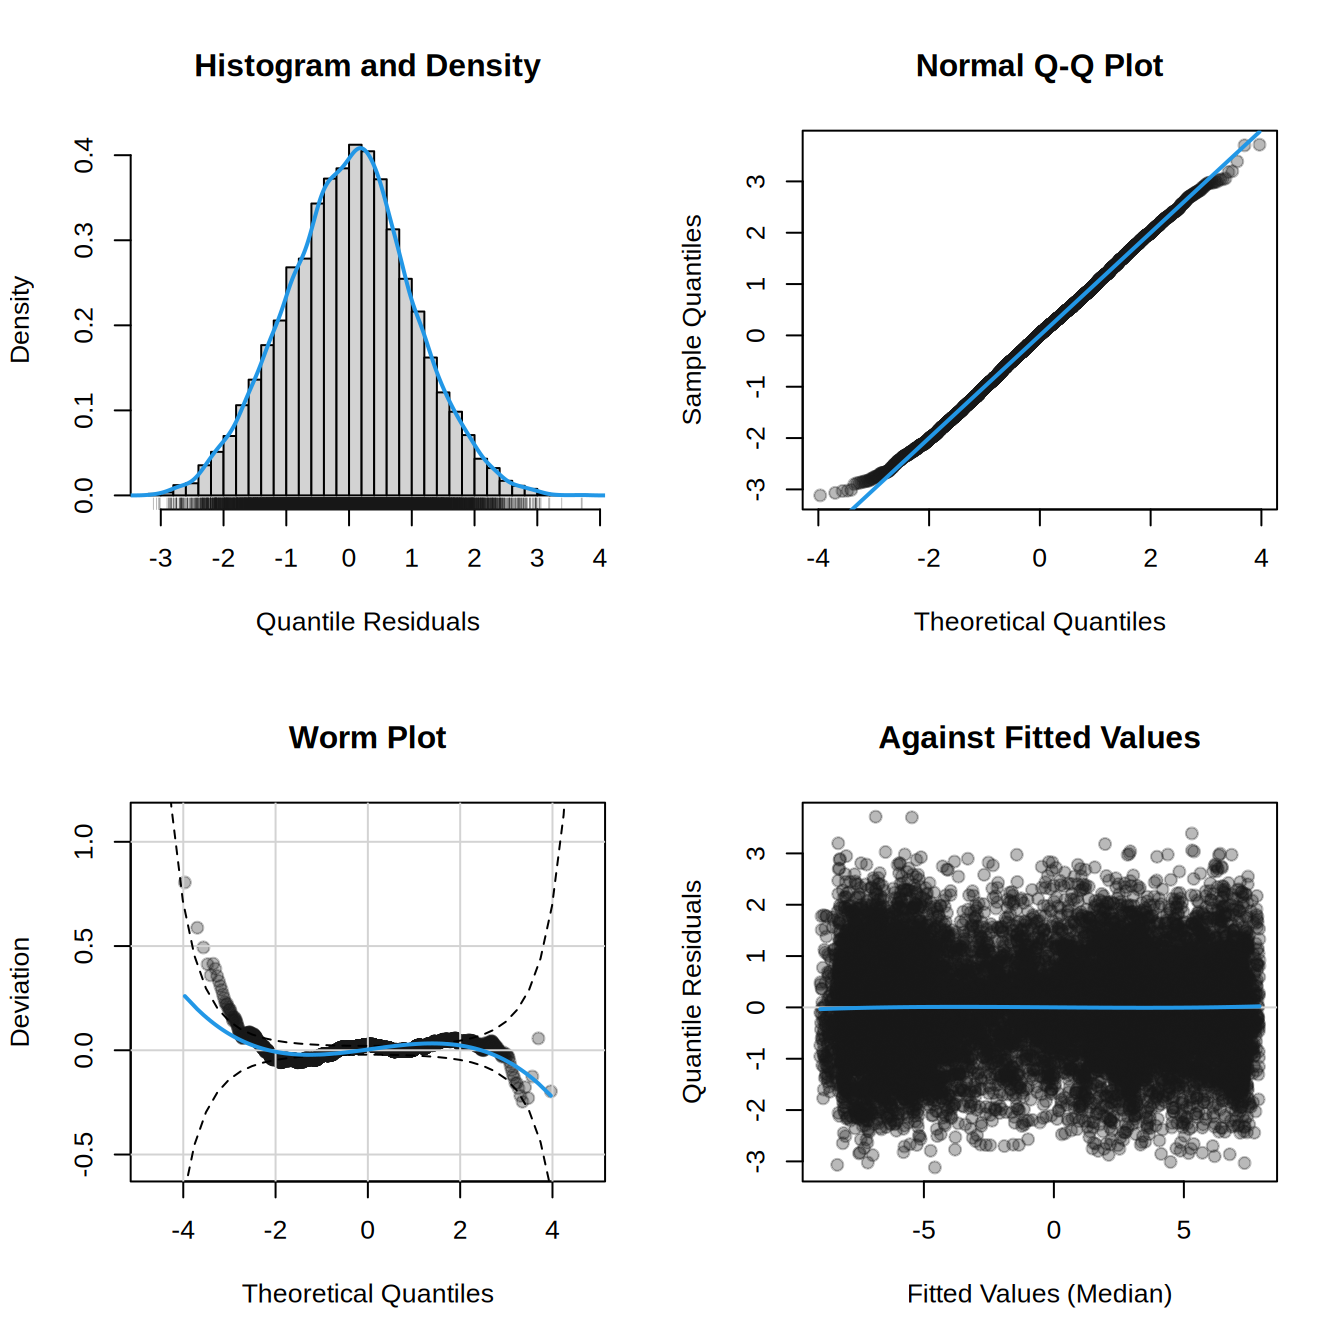 Histogram and Density
Density
0.0 0.1 0.2 0.3 0.4
-3 -2 -1 0 1 2 3 4
Quantile Residuals
Normal Q-Q Plot
Sample Quantiles
-3 -2 -1 0 1 2 3
-4 -2 0 2 4
Theoretical Quantiles
Worm Plot
Deviation
-0.5 0.0 0.5 1.0
-4 -2 0 2 4
Theoretical Quantiles
Against Fitted Values
Quantile Residuals
-3 -2 -1 0 1 2 3
-5 0 5
Fitted Values (Median)